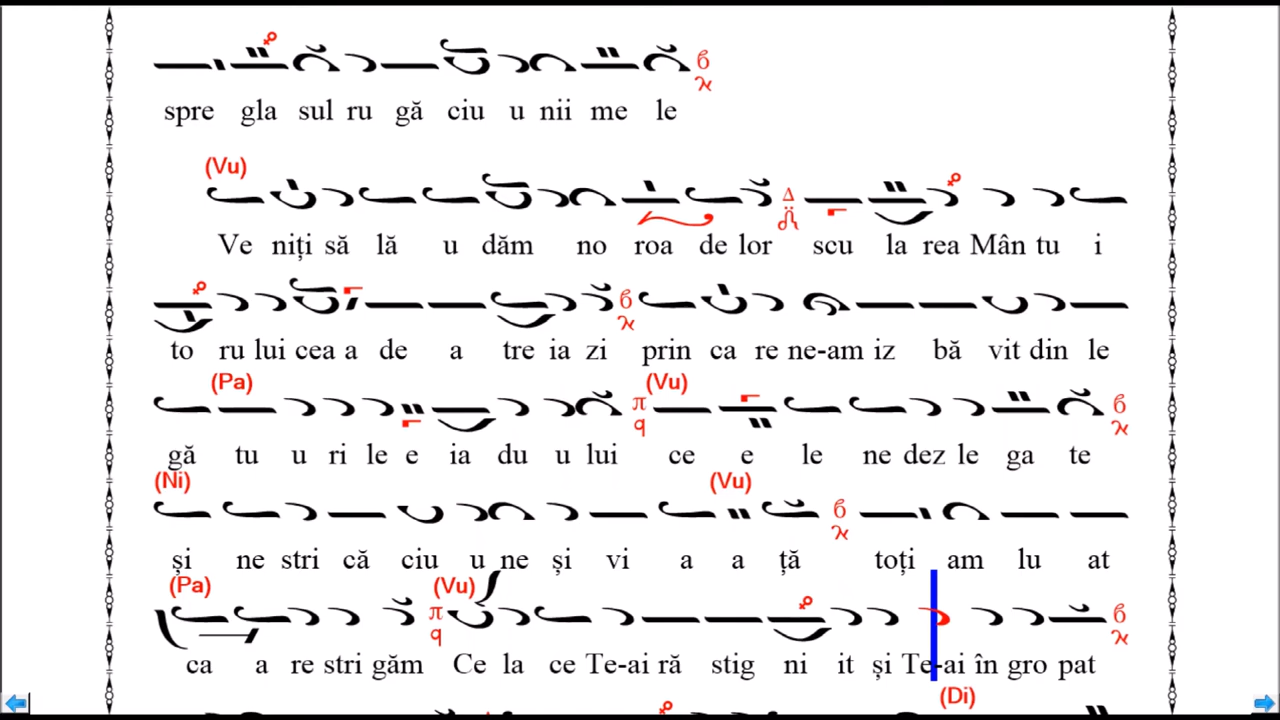 spre gla sul ru gă ciu u nii me le
(Vu)
Ve niți să lă u dăm no roa de lor scu la rea Mân tu i
to ru lui cea a de a tre ia zi prin ca re ne-am iz bă vit din le
(Pa) (Vu)
gă tu u ri le e ia du u lui ce e le ne dez le ga te
(Ni) (Vu)
și ne stri că ciu u ne și vi a a ță toți am lu at
(Pa) (Vu)
ca a re stri găm Ce la ce Te-ai ră stig ni it și Te-ai în gro pat
(Di)